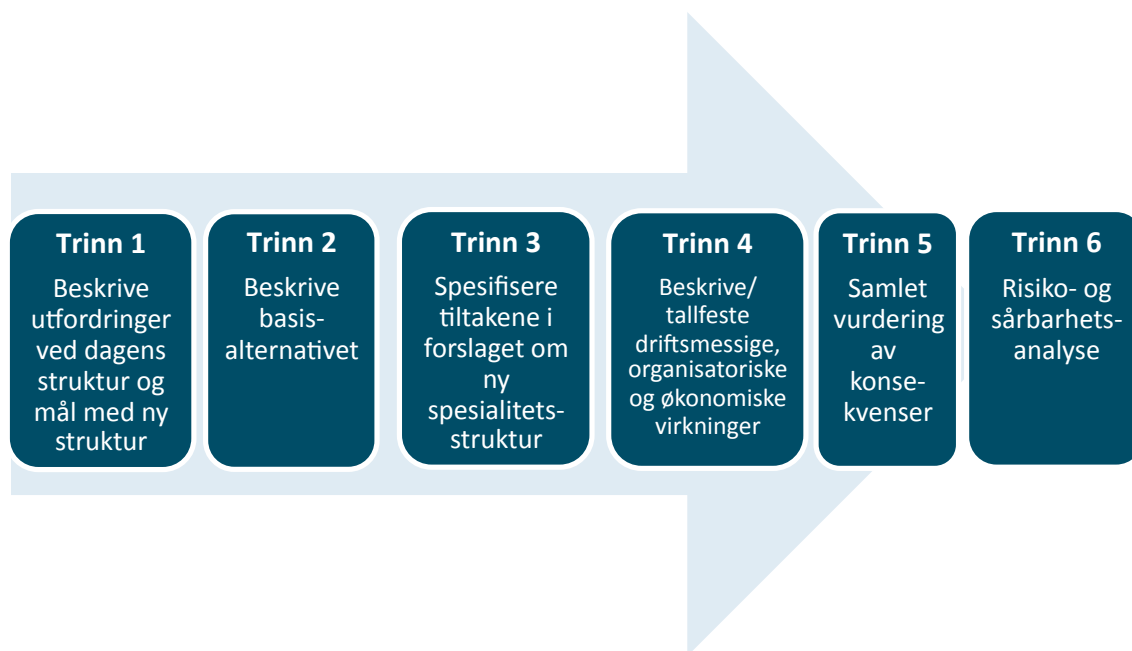 Trinn 1
Beskrive
utfordringer
ved dagens
struktur og
mål med ny
struktur
Trinn 2
Beskrive
basis-
alternativet
Trinn 3
Spesifisere
tiltakene i
forslaget om
ny
spesialitets-
struktur
Trinn 4
Beskrive/
tallfeste
driftsmessige,
organisatoriske
og økonomiske
virkninger
Trinn 5
Samlet
vurdering
av
konse-
kvenser
Trinn 6
Risiko- og
sårbarhets-
analyse